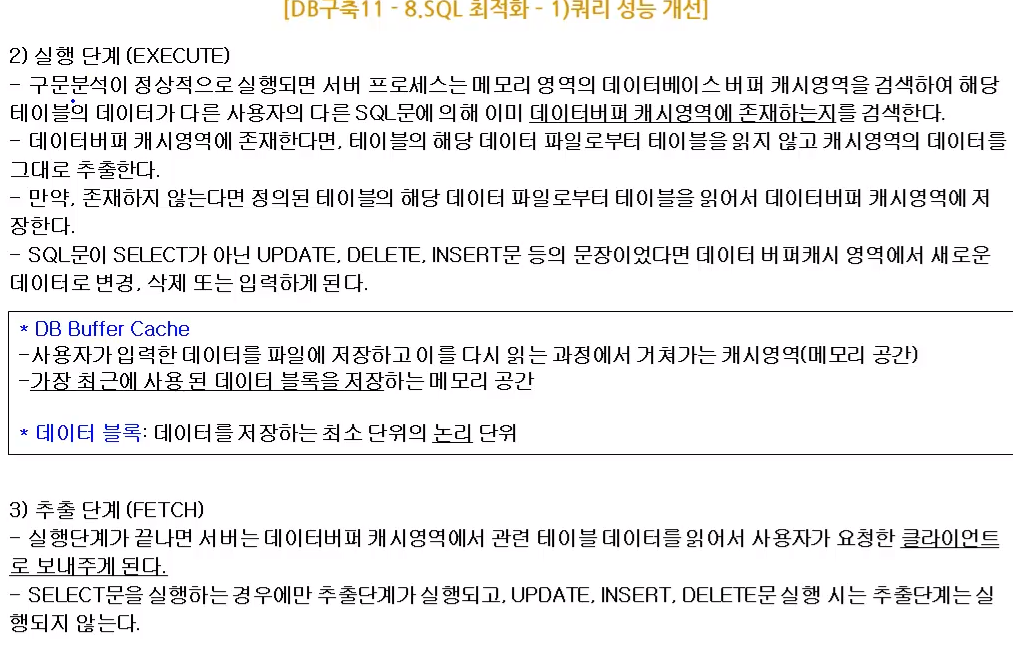 [DB구축11 - 8.SQL 최적화 - 1)쿼리 성능 개선]
2) 실행 단계 (EXECUTE)
- 구문분석이 정상적으로 실행되면 서버 프로세스는 메모리 영역의 데이터베이스 버퍼 캐시영역을 검색하여 해당
테이블의 데이터가 다른 사용자의 다른 SQL문에 의해 이미 데이터버퍼 캐시영역에 존재하는지를 검색한다.
- 데이터버퍼 캐시영역에 존재한다면, 테이블의 해당 데이터 파일로부터 테이블을 읽지 않고 캐시영역의 데이터를
그대로 추출한다.
- 만약, 존재하지 않는다면 정의된 테이블의 해당 데이터 파일로부터 테이블을 읽어서 데이터버퍼 캐시영역에 저
장한다.
- SQL문이 SELECT가 아닌 UPDATE, DELETE, INSERT문 등의 문장이었다면 데이터 버퍼캐시 영역에서 새로운
데이터로 변경, 삭제 또는 입력하게 된다.
* DB Buffer Cache
-사용자가 입력한 데이터를 파일에 저장하고 이를 다시 읽는 과정에서 거쳐가는 캐시영역(메모리 공간)
-가장 최근에 사용 된 데이터 블록을 저장하는 메모리 공간
* 데이터 블록: 데이터를 저장하는 최소 단위의 논리 단위
3) 추출 단계 (FETCH)
- 실행단계가 끝나면 서버는 데이터버퍼 캐시영역에서 관련 테이블 데이터를 읽어서 사용자가 요청한 클라이언트
로 보내주게 된다.
- SELECT문을 실행하는 경우에만 추출단계가 실행되고, UPDATE, INSERT, DELETE문 실행 시는 추출단계는 실
행되지 않는다.